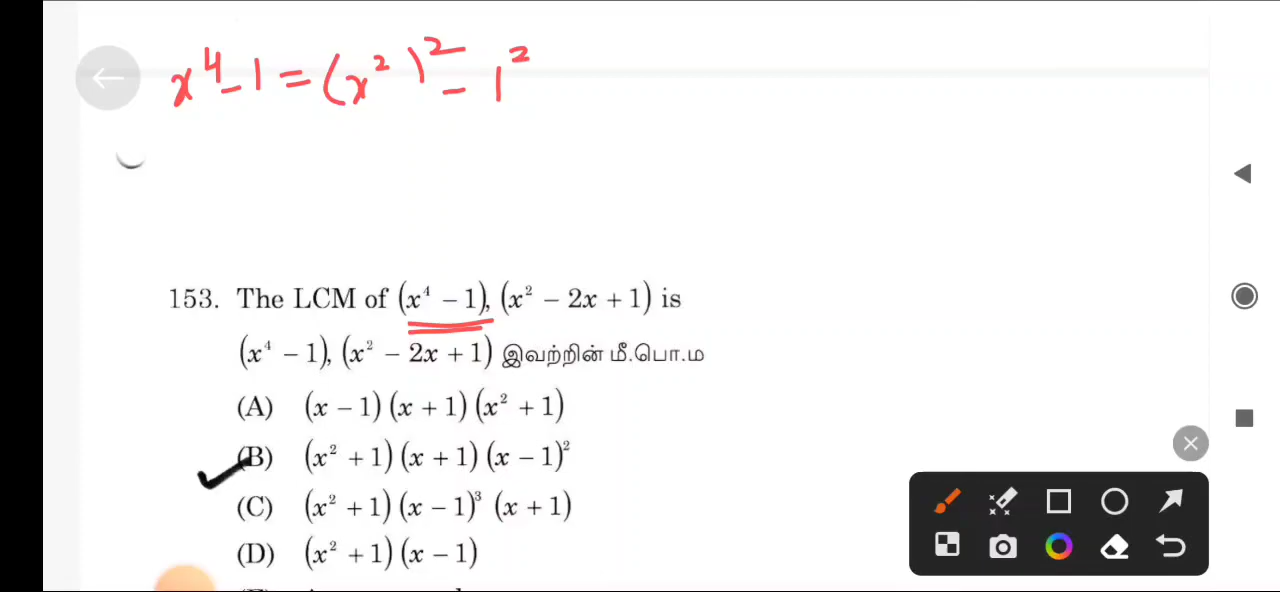 x⁴ - 1 = (x²)² - 1²
153. The LCM of (x⁴ − 1), (x² − 2x + 1) is
(x⁴ − 1), (x² − 2x + 1) இவற்றின் மீ.பொ.ம
(A) (x − 1) (x + 1) (x² + 1)
(B) (x² + 1) (x + 1) (x − 1)²
(C) (x² + 1) (x − 1)³ (x + 1)
(D) (x² + 1) (x − 1)